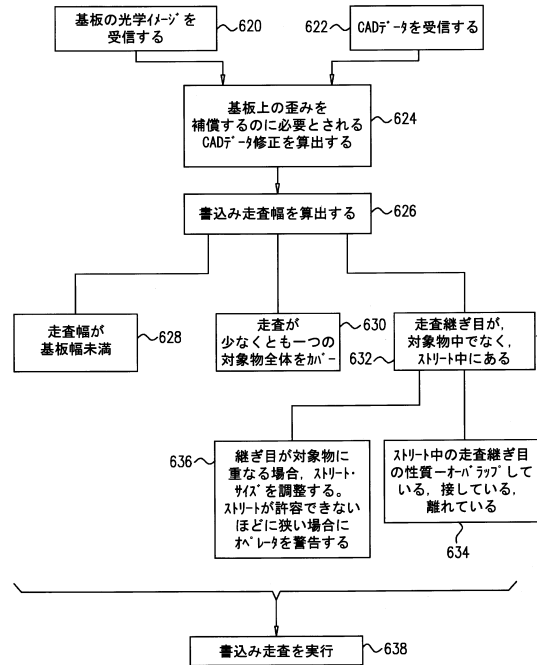 基板の光学イメージを
受信する
620
622
CADデータを受信する
基板上の歪みを
補償するのに必要とされる
CADデータ修正を算出する
624
書込み走査幅を算出する
626
走査幅が
基板幅未満
628
走査が
少なくとも一つの
対象物全体をカバー
630
走査継ぎ目が,
対象物中でなく,
ストリート中にある
632
636
継ぎ目が対象物に
重なる場合, ストリート・
サイズを調整する。
ストリートが許容できない
ほどに狭い場合に
オペレータを警告する
ストリート中の走査継ぎ目
の性質ーオーバラップして
いる, 接している,
離れている
634
書込み走査を実行
638